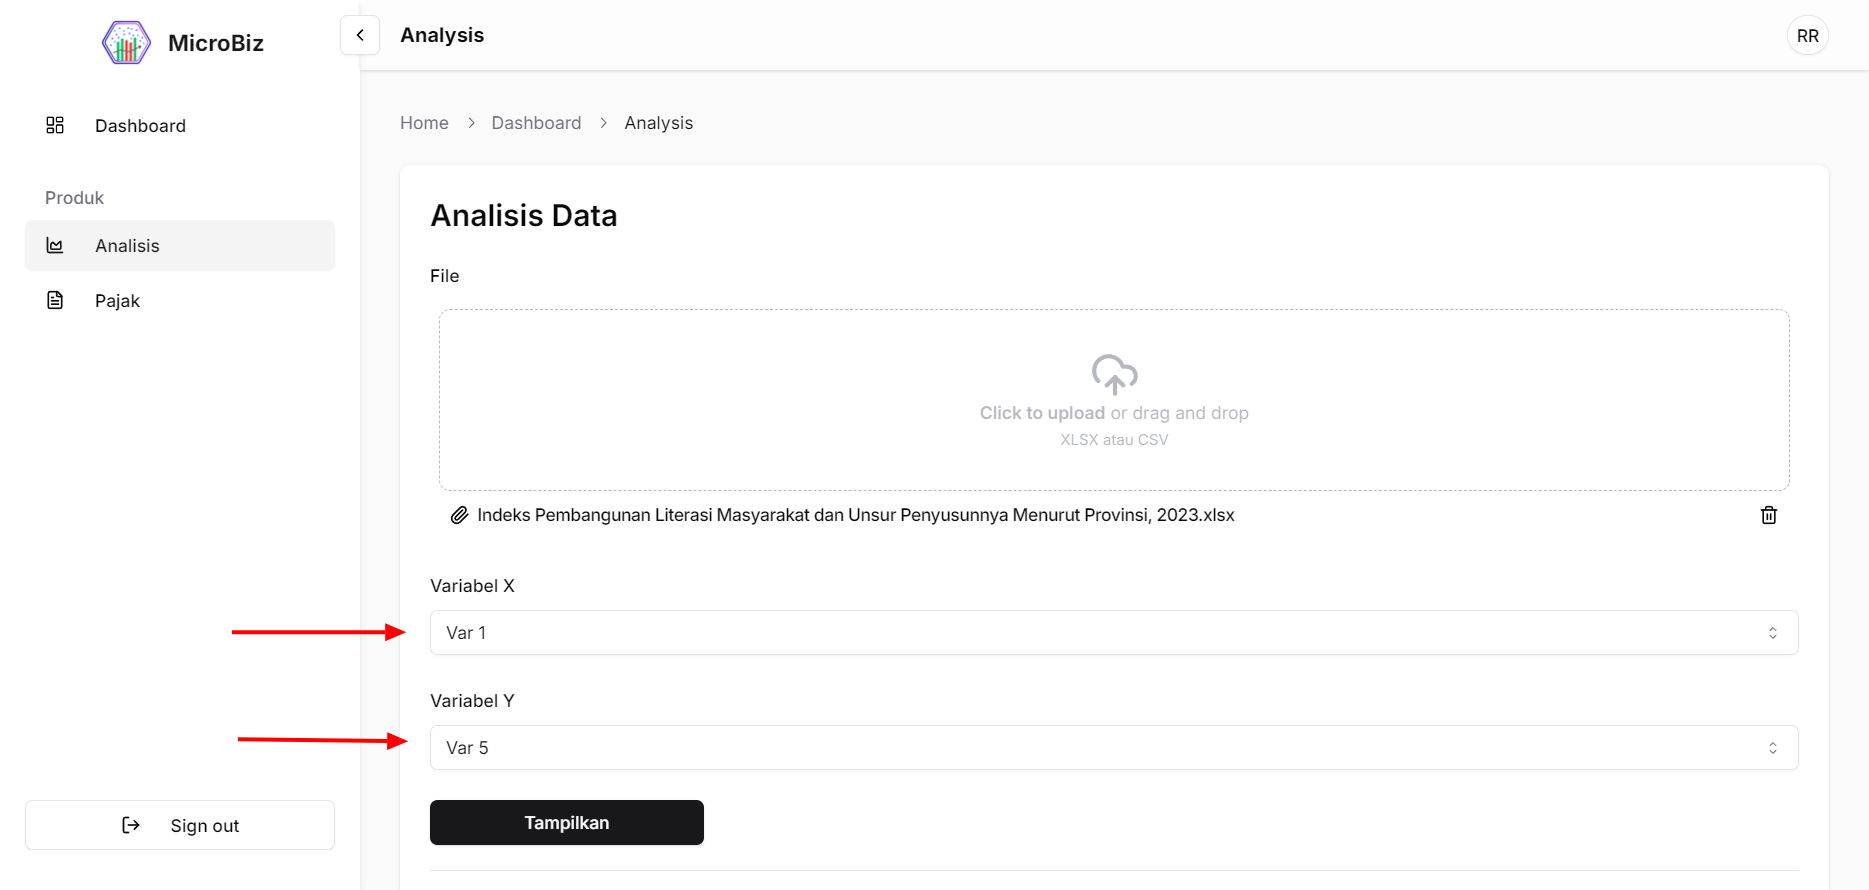 MicroBiz
Analysis
RR
Dashboard
Produk
Analisis
Pajak
Sign out
Home
Dashboard
Analysis
Analisis Data
File
Click to upload or drag and drop
XLSX atau CSV
Indeks Pembangunan Literasi Masyarakat dan Unsur Penyusunnya Menurut Provinsi, 2023.xlsx
Variabel X
Var 1
Variabel Y
Var 5
Tampilkan